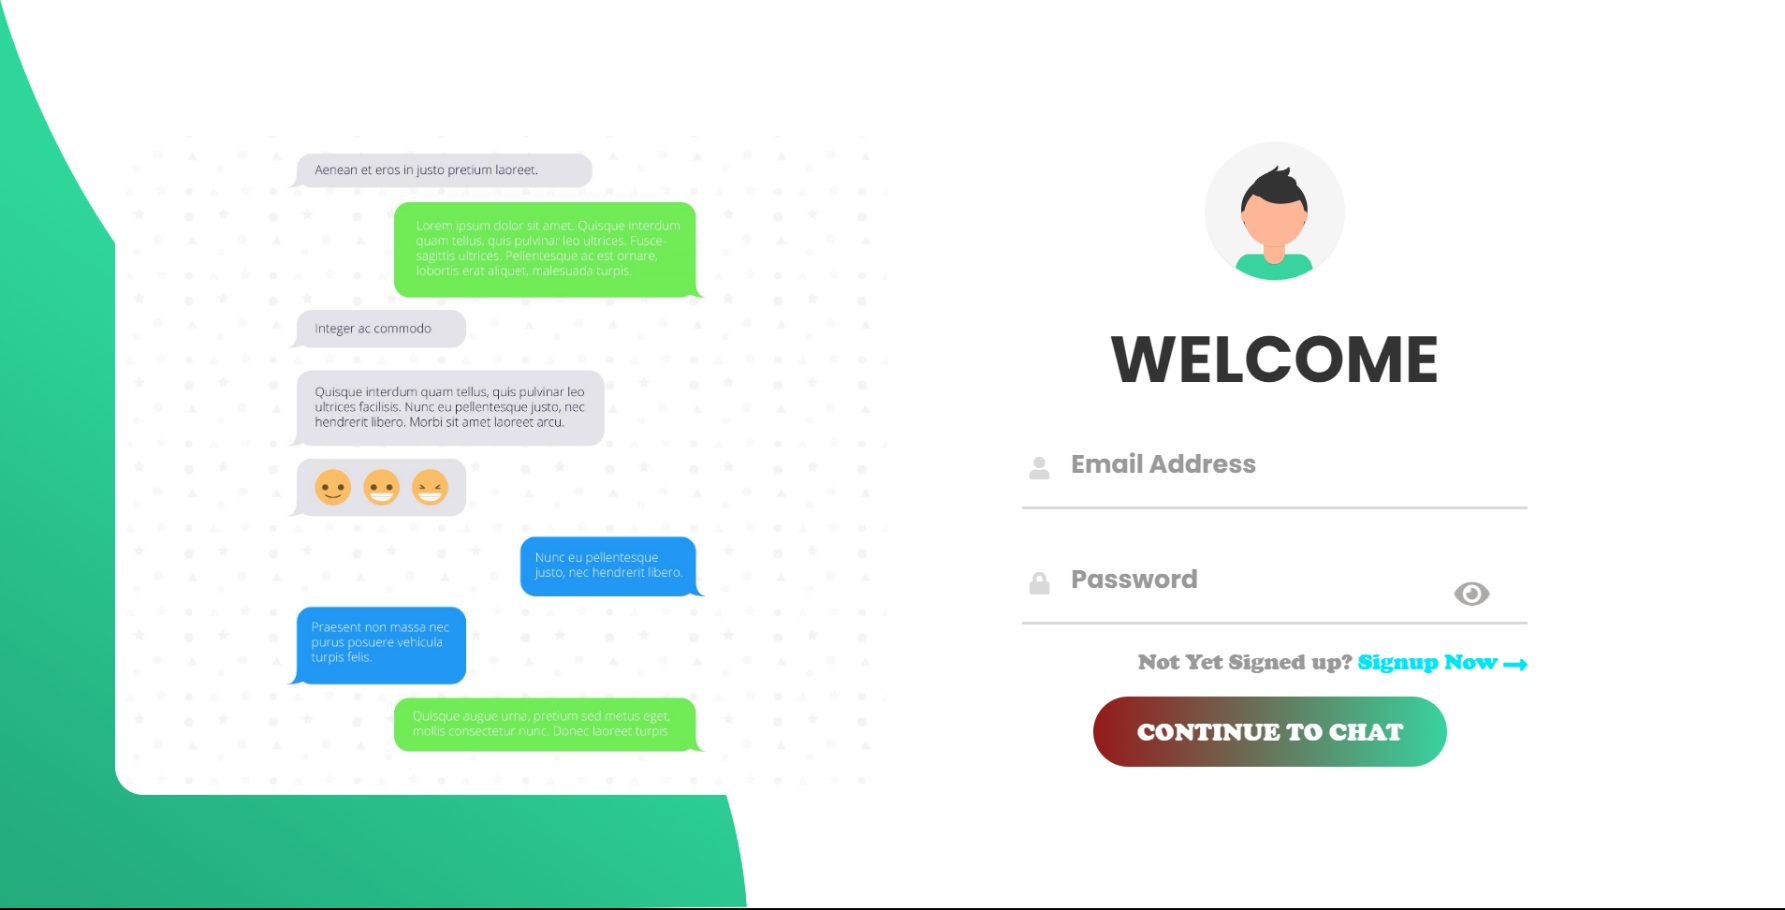 Aenean et eros in justo pretium laoreet.
Lorem ipsum dolor sit amet. Quisque interdum
quam tellus, quis pulvinar leo ultrices. Fusce-
sagittis ultrices. Pellentesque ac est ornare,
lobortis erat aliquet, malesuada turpis.
Integer ac commodo
Quisque interdum quam tellus, quis pulvinar leo
ultrices facilisis. Nunc eu pellentesque justo, nec
hendrerit libero. Morbi sit amet laoreet arcu.
Nunc eu pellentesque
justo, nec hendrerit libero.
Praesent non massa nec
purus posuere vehicula
turpis felis.
Quisque augue urna, pretium sed metus eget,
mollis consectetur nunc. Donec laoreet turpis
WELCOME
Email Address
Password
Not Yet Signed up? Signup Now →
CONTINUE TO CHAT